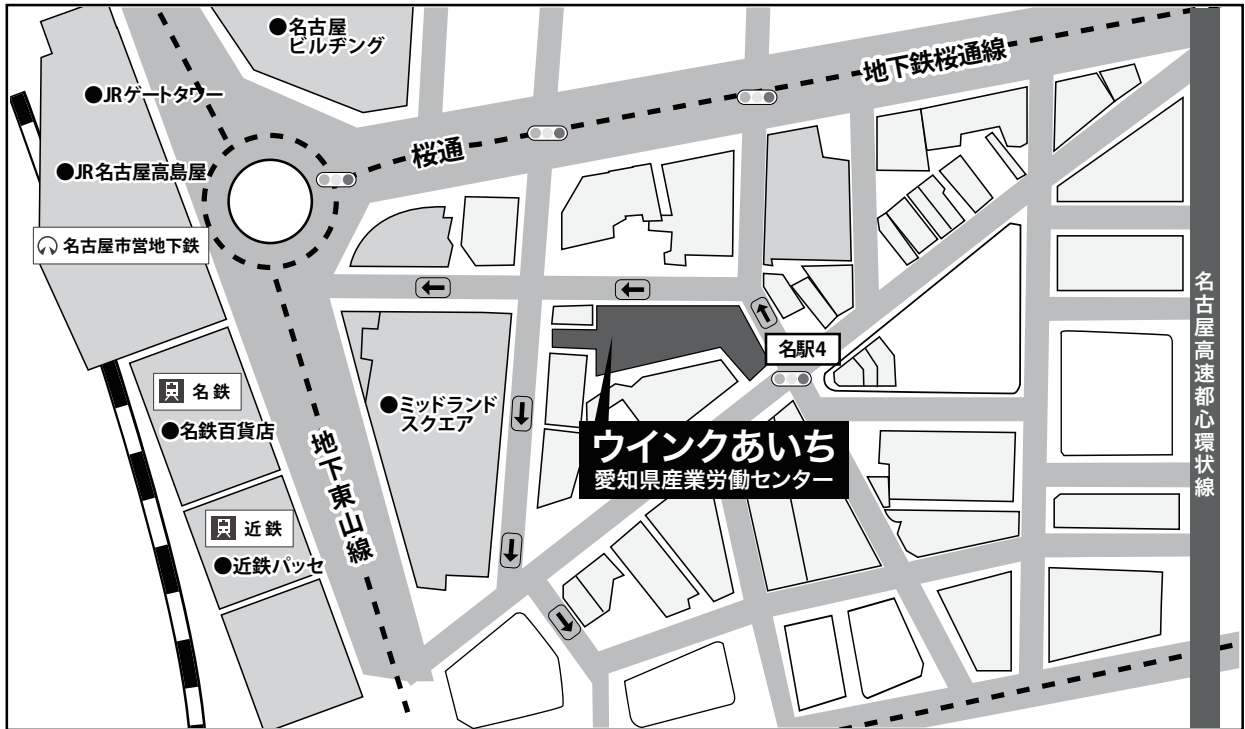 名古屋
ビルヂング
地下鉄桜通線
JRゲートタワー
桜通
JR名古屋高島屋
名古屋市営地下鉄
名古屋高速都心環状線
名駅4
名鉄
ミッドランド
スクエア
名鉄百貨店
地下東山線
ウインクあいち
愛知県産業労働センター
近鉄
近鉄パッセ